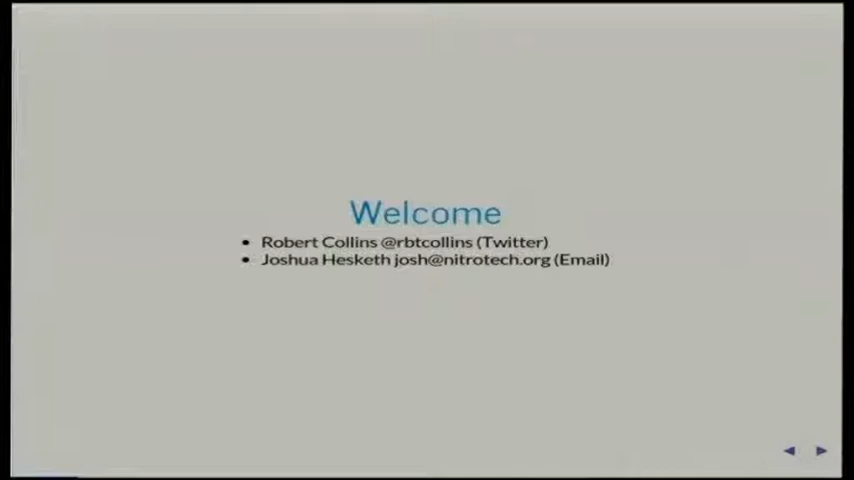 Welcome
Robert Collins @rbtcollins (Twitter)
Joshua Hesketh josh@nitrotech.org (Email)